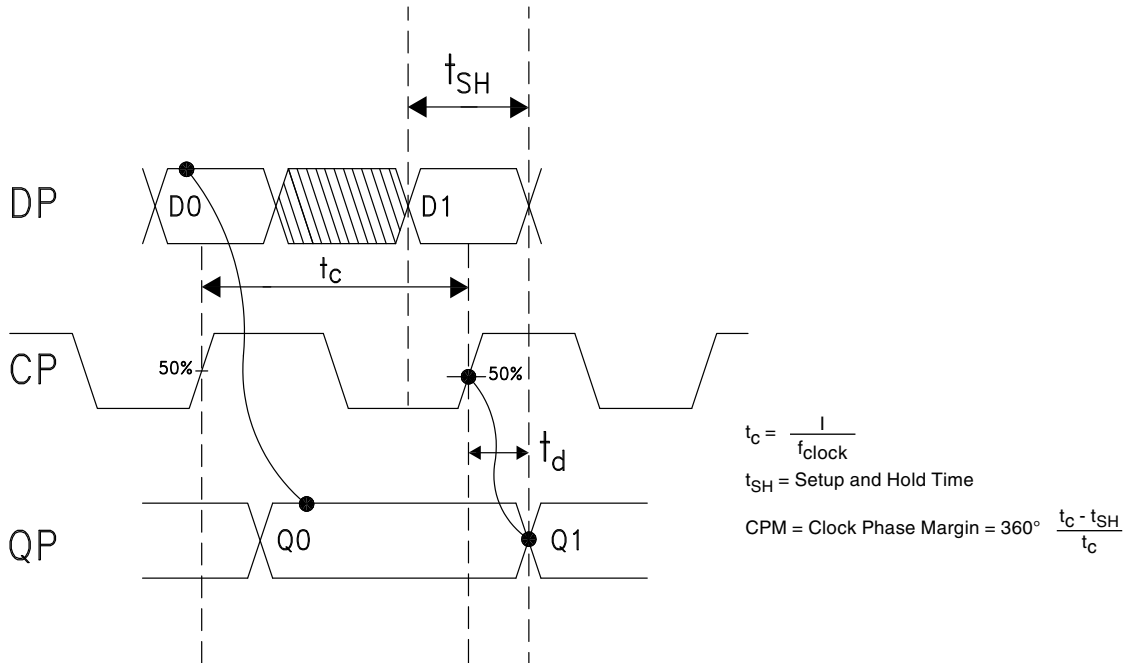 tSH
DP
D0
D1
tc
CP
50%
50%
td
QP
Q0
Q1
tc = I / fclock
tSH = Setup and Hold Time
CPM = Clock Phase Margin = 360° tc - tSH / tc